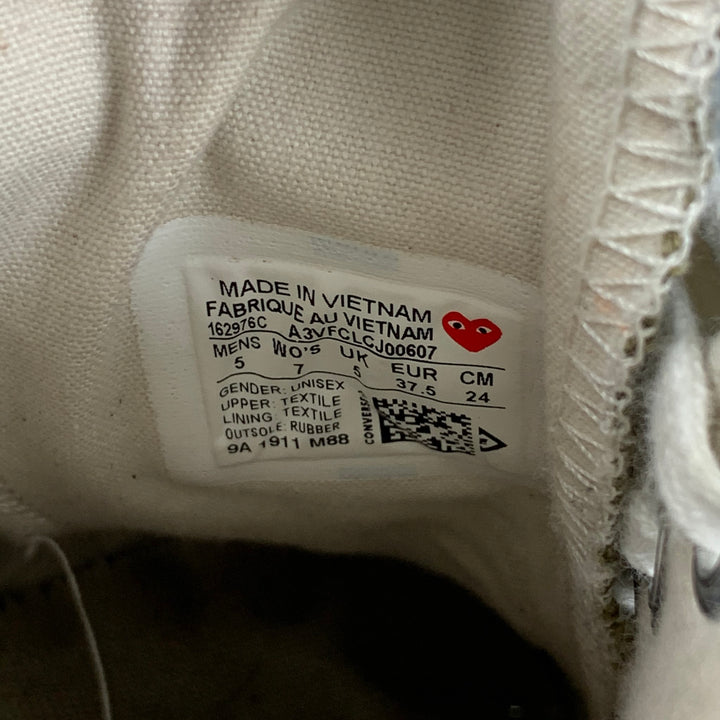 MADE IN VIETNAM
FABRIQUE AU VIETNAM
162976C A3VFCLCJ00607
MENS WO'S UK EUR CM
5 7 5 37.5 24
GENDER: UNISEX
UPPER: TEXTILE
LINING: TEXTILE
OUTSOLE: RUBBER
9A 1911 M88
CONVERSE